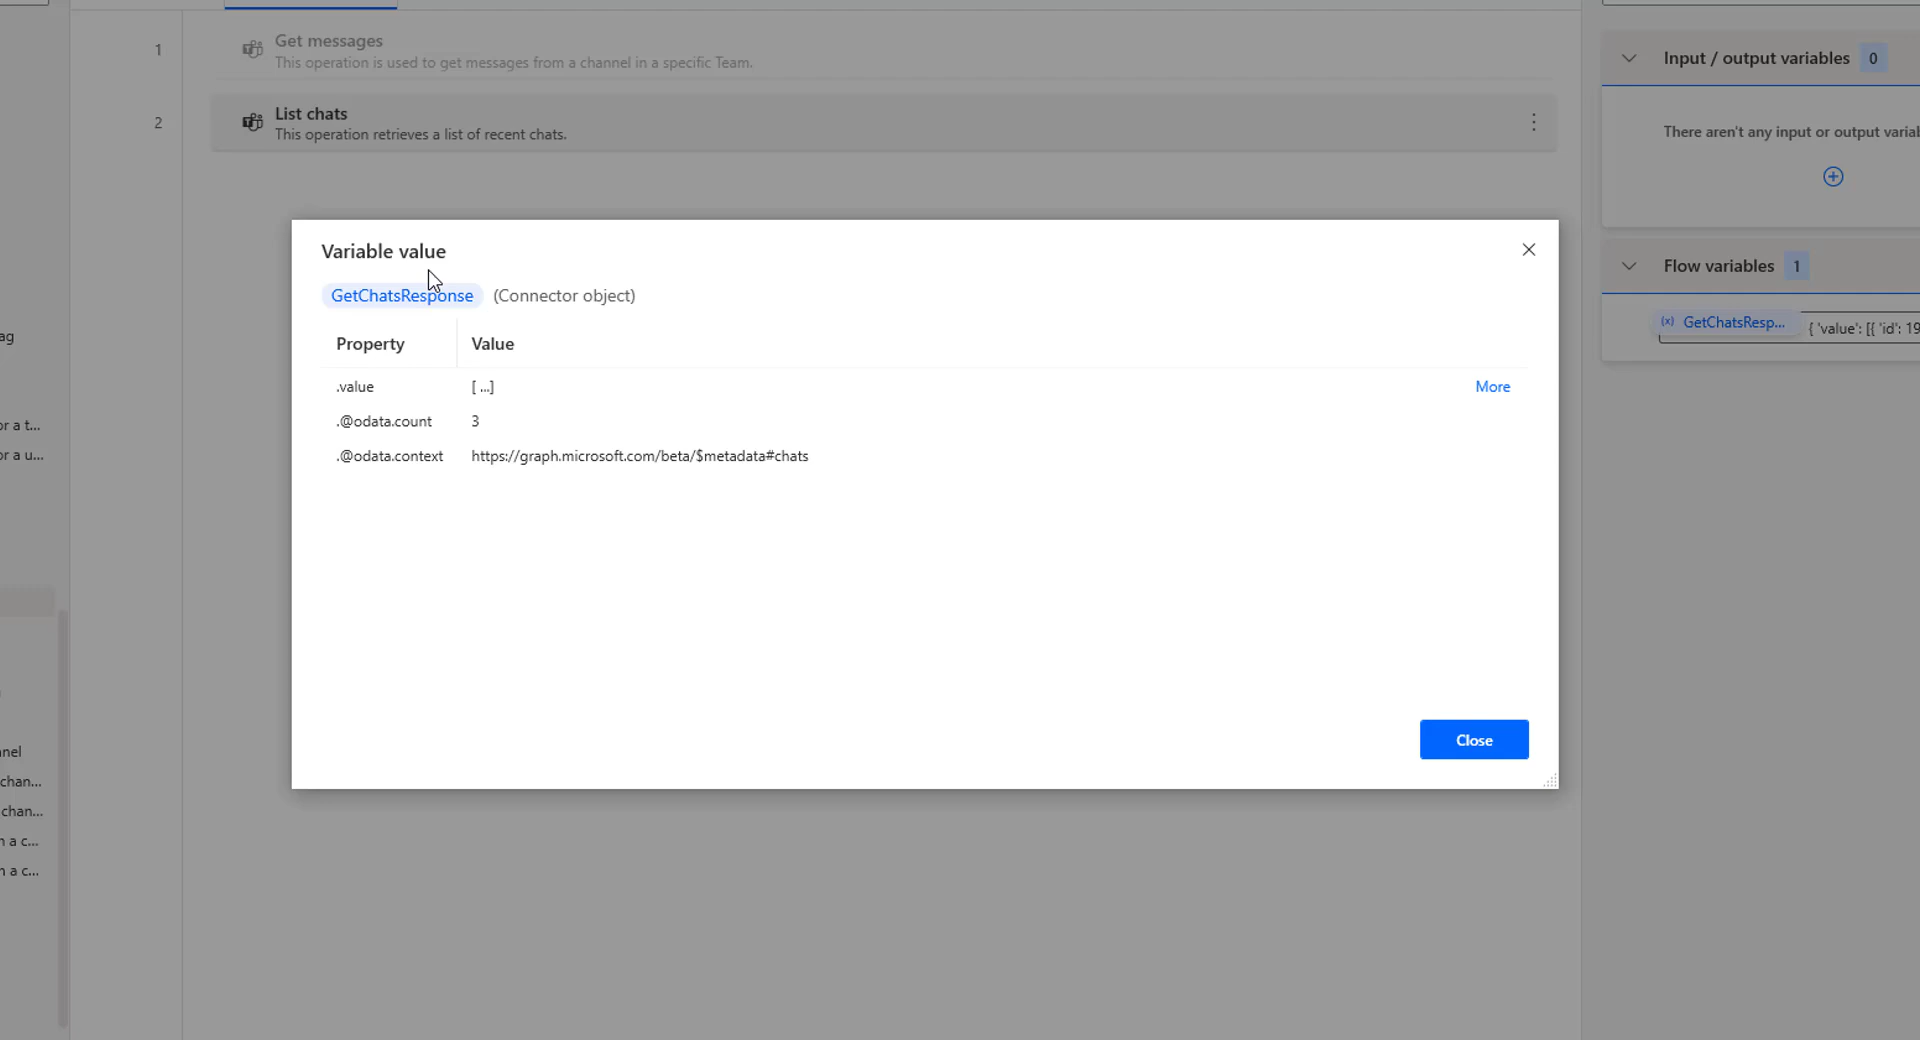 1
Get messages
This operation is used to get messages from a channel in a specific Team.
2
List chats
This operation retrieves a list of recent chats.
Input / output variables 0
There aren't any input or output variab
Flow variables 1
(x) GetChatsResp... { 'value': [[{ 'id': 19
Variable value
GetChatsResponse (Connector object)
Property Value
.value [ ...] More
.@odata.count 3
.@odata.context https://graph.microsoft.com/beta/$metadata#chats
Close
ag
or a t...
or a u...
nnel
chan...
chan...
n a c...
n a c...